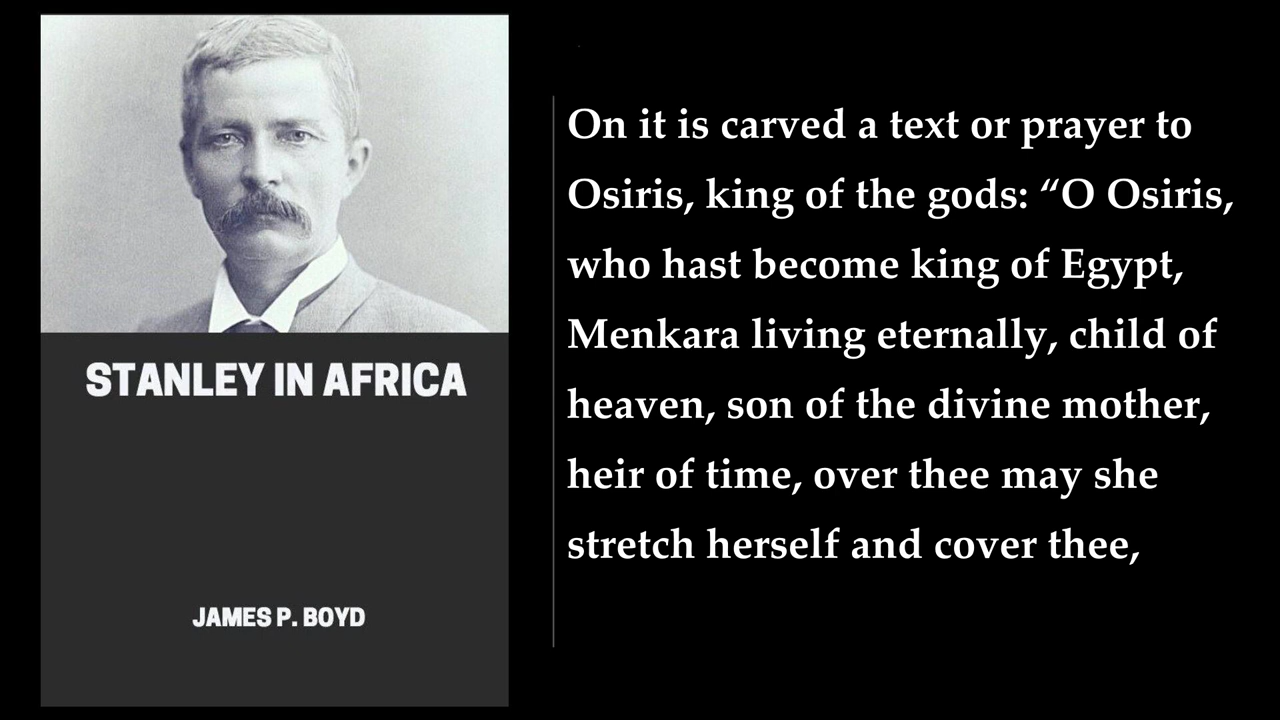 STANLEY IN AFRICA
JAMES P. BOYD
On it is carved a text or prayer to
Osiris, king of the gods: “O Osiris,
who hast become king of Egypt,
Menkara living eternally, child of
heaven, son of the divine mother,
heir of time, over thee may she
stretch herself and cover thee,